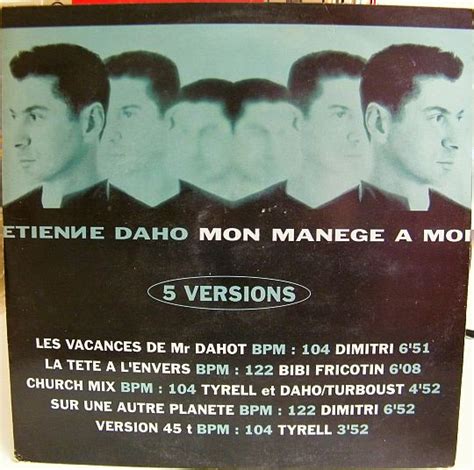 ETIENNE DAHO MON MANEGE A MOI
5 VERSIONS
LES VACANCES DE Mr DAHOT BPM : 104 DIMITRI 6'51
LA TETE A L'ENVERS BPM : 122 BIBI FRICOTIN 6'08
CHURCH MIX BPM : 104 TYRELL et DAHO/TURBOUST 4'52
SUR UNE AUTRE PLANETE BPM : 122 DIMITRI 6'52
VERSION 45 t BPM : 104 TYRELL 3'52